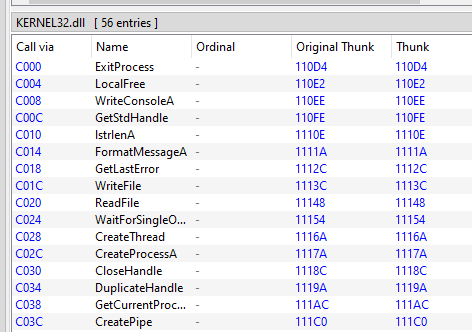 KERNEL32.dll [ 56 entries ]
Call via Name Ordinal Original Thunk Thunk
C000 ExitProcess - 110D4 110D4
C004 LocalFree - 110E2 110E2
C008 WriteConsoleA - 110EE 110EE
C00C GetStdHandle - 110FE 110FE
C010 lstrlenA - 1110E 1110E
C014 FormatMessageA - 1111A 1111A
C018 GetLastError - 1112C 1112C
C01C WriteFile - 1113C 1113C
C020 ReadFile - 11148 11148
C024 WaitForSingleO... - 11154 11154
C028 CreateThread - 1116A 1116A
C02C CreateProcessA - 1117A 1117A
C030 CloseHandle - 1118C 1118C
C034 DuplicateHandle - 1119A 1119A
C038 GetCurrentProc... - 111AC 111AC
C03C CreatePipe - 111C0 111C0